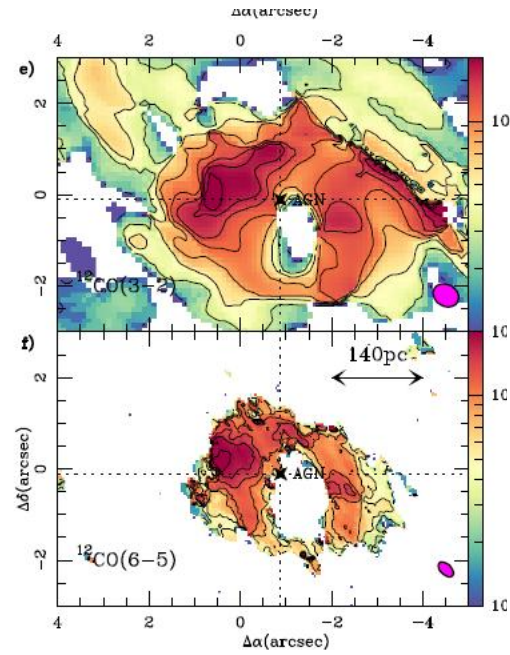 Δα(arcsec)
4 2 0 −2 −4
e)
2
0
−2
AGN
¹²CO(3−2)
10
10
f)
140pc
2
0
−2
Δδ(arcsec)
AGN
¹²CO(6−5)
10
10
4 2 0 −2 −4
Δα(arcsec)